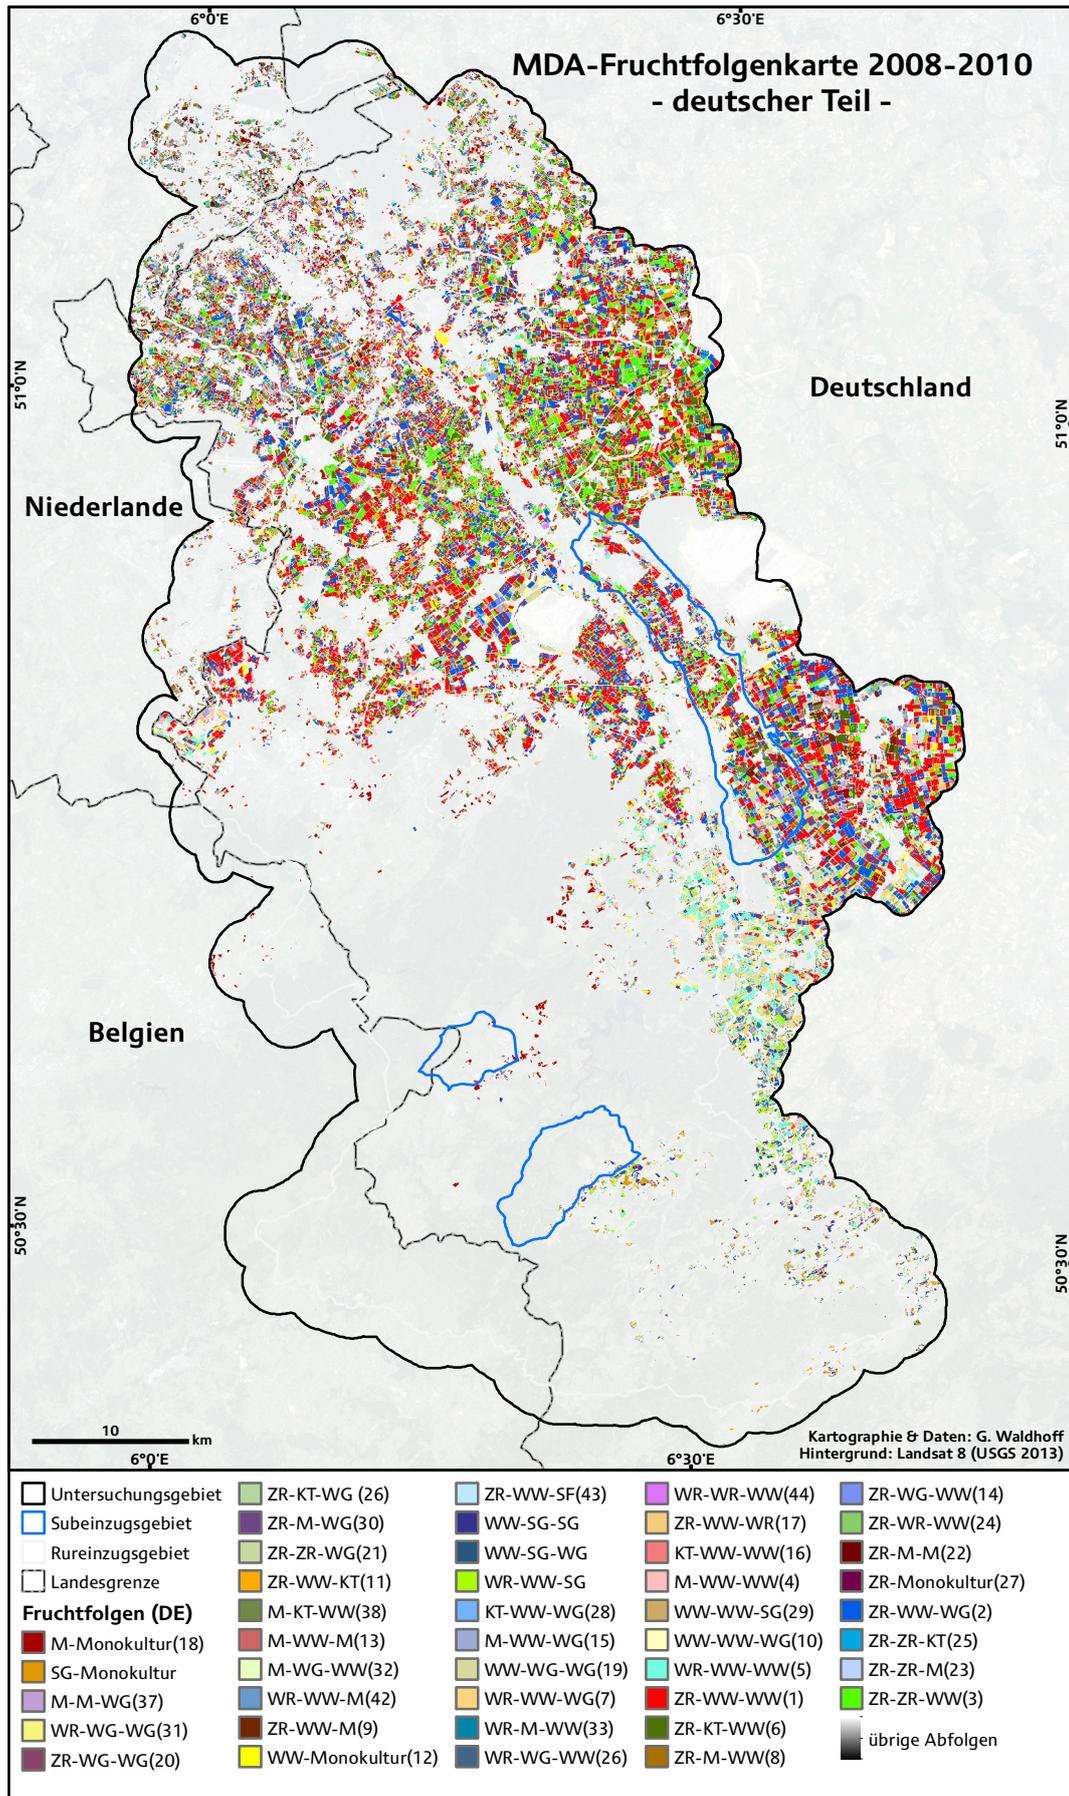 6°0'E
6°30'E
MDA-Fruchtfolgenkarte 2008-2010
- deutscher Teil -
51°0'N
Deutschland
51°0'N
Niederlande
Belgien
50°30'N
50°30'N
10
km
Kartographie & Daten: G. Waldhoff
Hintergrund: Landsat 8 (USGS 2013)
6°0'E
6°30'E
Untersuchungsgebiet
Subeinzugsgebiet
Rureinzugsgebiet
Landesgrenze
Fruchtfolgen (DE)
M-Monokultur(18)
SG-Monokultur
M-M-WG(37)
WR-WG-WG(31)
ZR-WG-WG(20)
ZR-KT-WG (26)
ZR-M-WG(30)
ZR-ZR-WG(21)
ZR-WW-KT(11)
M-KT-WW(38)
M-WW-M(13)
M-WG-WW(32)
WR-WW-M(42)
ZR-WW-M(9)
WW-Monokultur(12)
ZR-WW-SF(43)
WW-SG-SG
WW-SG-WG
WR-WW-SG
KT-WW-WG(28)
M-WW-WG(15)
WW-WG-WG(19)
WR-WW-WG(7)
WR-M-WW(33)
WR-WG-WW(26)
WR-WR-WW(44)
ZR-WW-WR(17)
KT-WW-WW(16)
M-WW-WW(4)
WW-WW-SG(29)
WW-WW-WG(10)
WR-WW-WW(5)
ZR-WW-WW(1)
ZR-KT-WW(6)
ZR-M-WW(8)
ZR-WG-WW(14)
ZR-WR-WW(24)
ZR-M-M(22)
ZR-Monokultur(27)
ZR-WW-WG(2)
ZR-ZR-KT(25)
ZR-ZR-M(23)
ZR-ZR-WW(3)
übrige Abfolgen